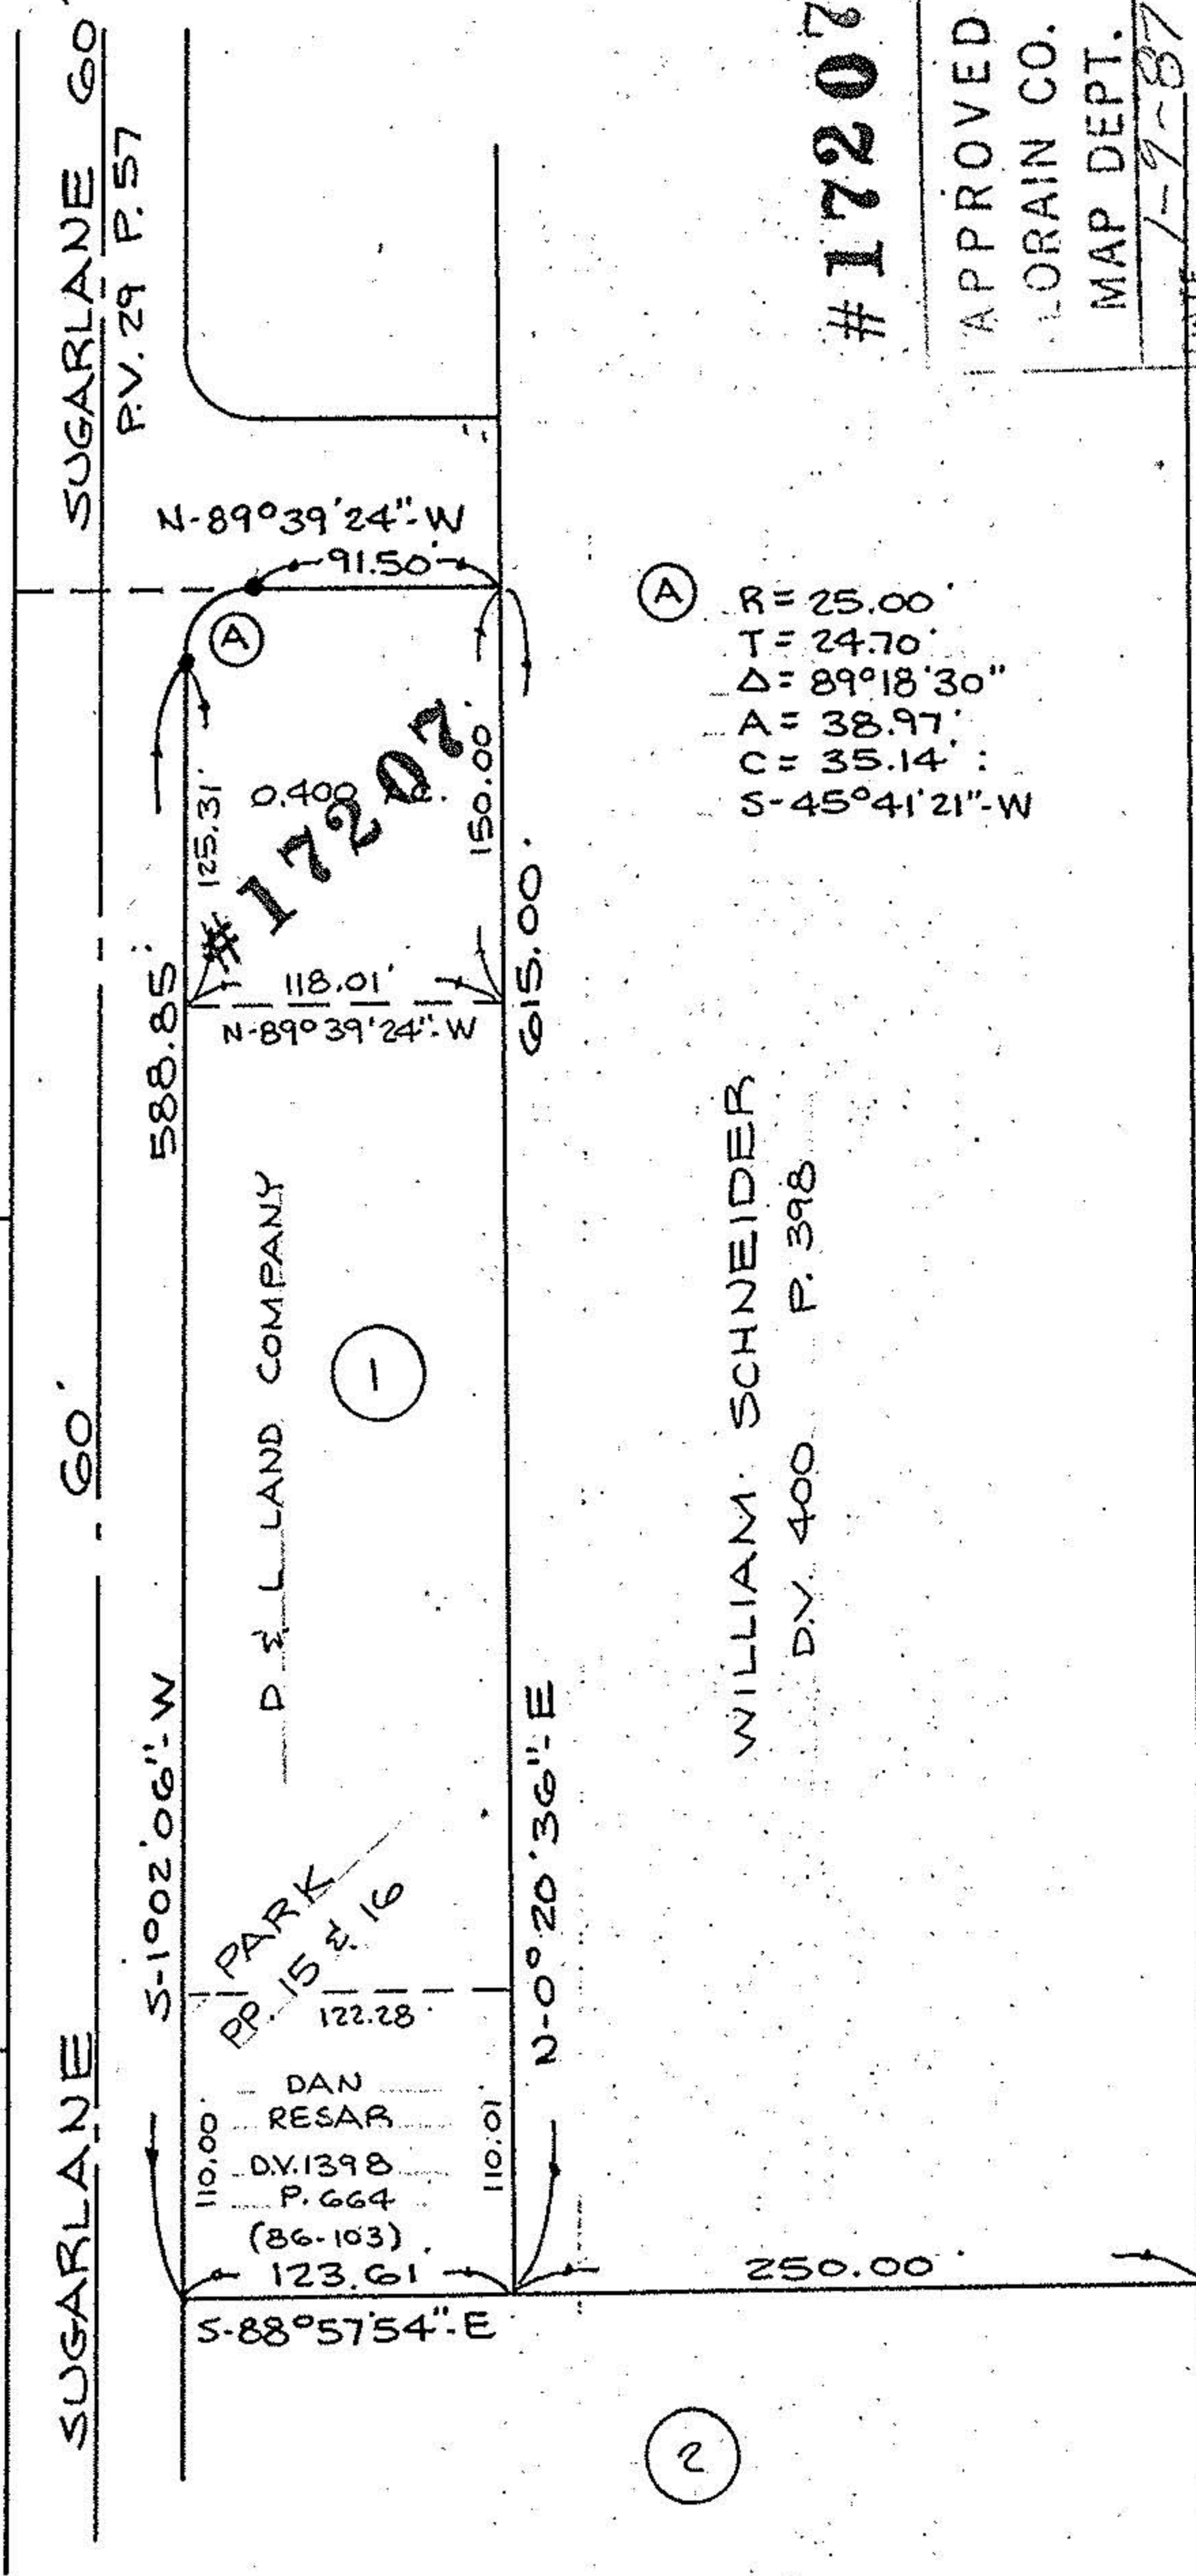 SUGARLANE 60
P.V. 29 P. 57
# 17207
APPROVED
LORAIN CO.
MAP DEPT.
1-9-87
N-89°39'24"-W
91.50'
A
A
R = 25.00'
T = 24.70'
Δ = 89°18'30"
A = 38.97'
C = 35.14' :
S-45°41'21"-W
125.31'
0.400 Ac.
150.00'
# 17207
588.85'
118.01'
N-89°39'24"-W
615.00'
60'
D & L LAND COMPANY
1
WILLIAM SCHNEIDER
D.V. 400 P. 398
S-1°02'06"-W
PARK
PP. 15 & 16
122.28'
N-0°20'36"-E
SUGARLANE
DAN
RESAR
D.V. 1398
P. 664
(86-103)
110.00'
110.01'
123.61
250.00'
S-88°57'54"-E
2